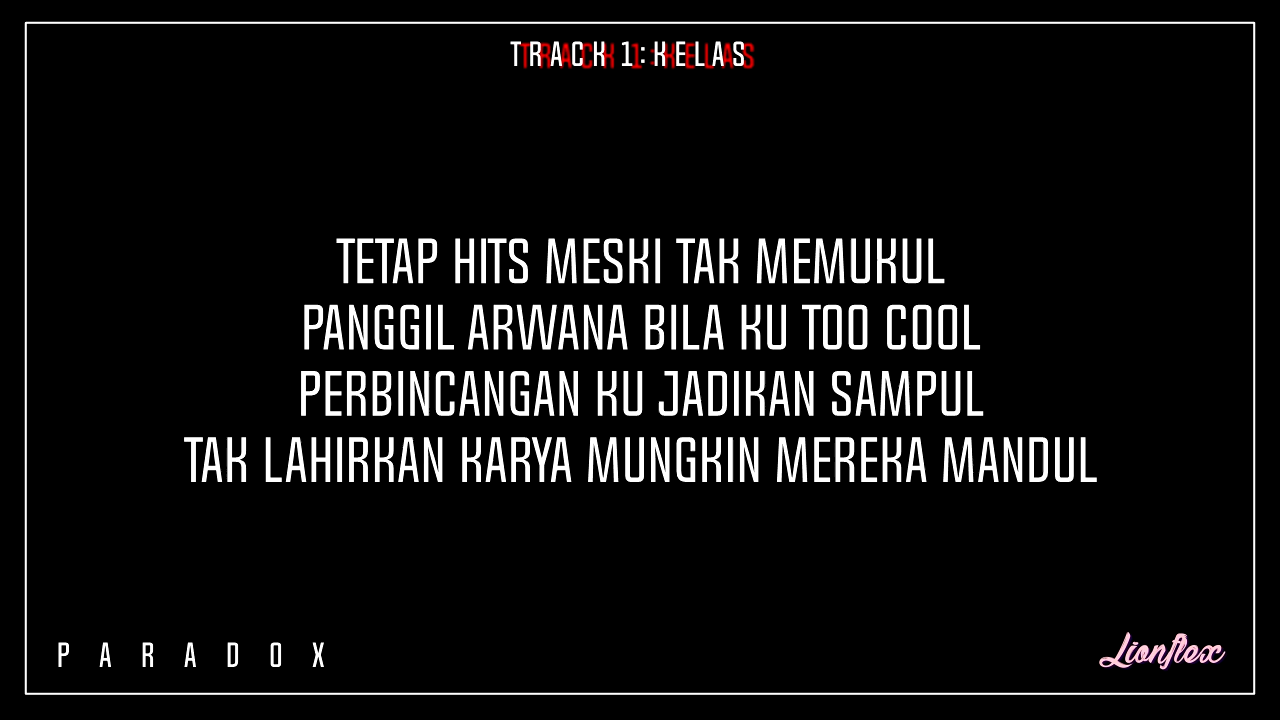 TRACK 1: KELAS
TETAP HITS MESKI TAK MEMUKUL
PANGGIL ARWANA BILA KU TOO COOL
PERBINCANGAN KU JADIKAN SAMPUL
TAK LAHIRKAN KARYA MUNGKIN MEREKA MANDUL
PARADOX
Lionflex